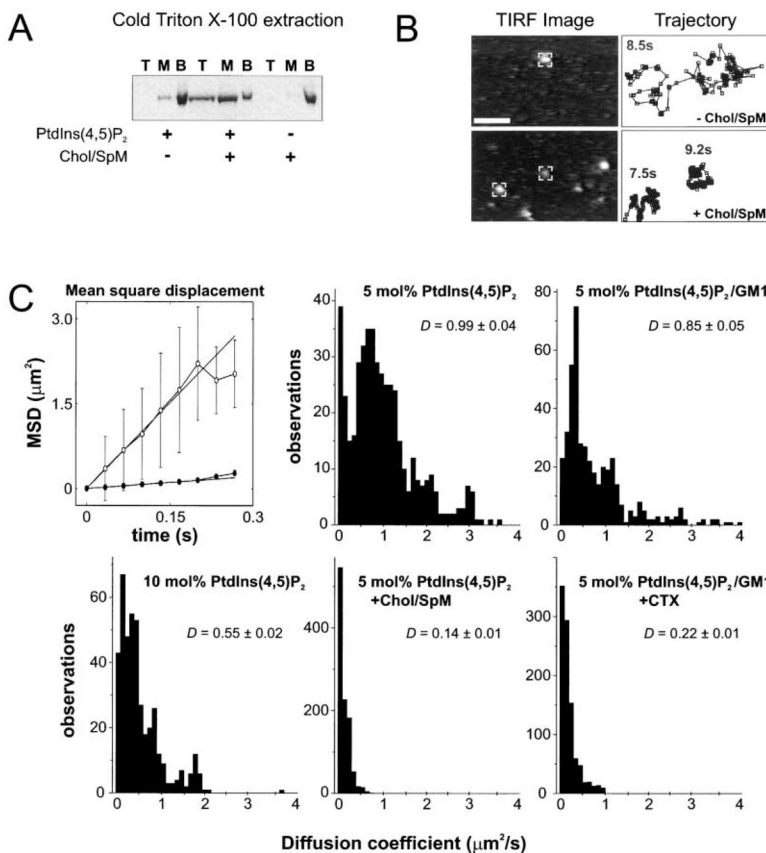 A
Cold Triton X-100 extraction
T M B T M B T M B
PtdIns(4,5)P₂ + + -
Chol/SpM - + +
B
TIRF Image
Trajectory
8.5s
- Chol/SpM
7.5s
9.2s
+ Chol/SpM
C
Mean square displacement
MSD (µm²)
3.0
1.5
0
0 0.15 0.3
time (s)
5 mol% PtdIns(4,5)P₂
D = 0.99 ± 0.04
observations
40
30
20
10
0
0 1 2 3 4
5 mol% PtdIns(4,5)P₂/GM1
D = 0.85 ± 0.05
80
60
40
20
0
0 1 2 3 4
10 mol% PtdIns(4,5)P₂
D = 0.55 ± 0.02
observations
60
40
20
0
0 1 2 3 4
5 mol% PtdIns(4,5)P₂
+Chol/SpM
D = 0.14 ± 0.01
400
200
0
0 1 2 3 4
5 mol% PtdIns(4,5)P₂/GM1
+CTX
D = 0.22 ± 0.01
300
200
100
0
0 1 2 3 4
Diffusion coefficient (µm²/s)